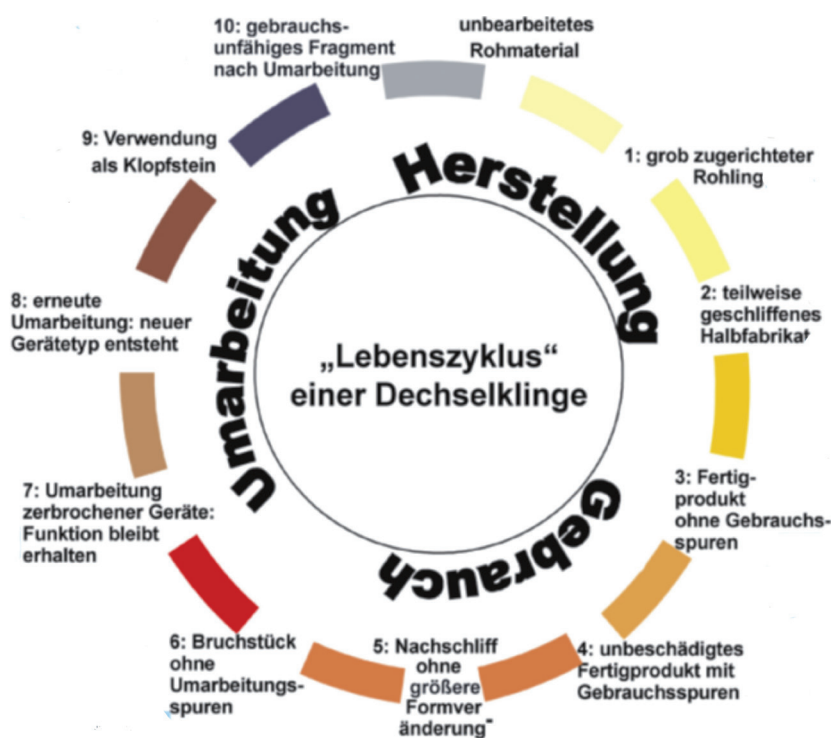 „Lebenszyklus“
einer Dechselklinge
Herstellung
Gebrauch
Umarbeitung
unbearbeitetes
Rohmaterial
1: grob zugerichteter
Rohling
2: teilweise
geschliffenes
Halbfabrikat
3: Fertig-
produkt
ohne Gebrauchs-
spuren
4: unbeschädigtes
Fertigprodukt mit
Gebrauchsspuren
5: Nachschliff
ohne
größere
Formver
änderung-
6: Bruchstück
ohne
Umarbeitungs-
spuren
7: Umarbeitung
zerbrochener Geräte:
Funktion bleibt
erhalten
8: erneute
Umarbeitung: neuer
Gerätetyp entsteht
9: Verwendung
als Klopfstein
10: gebrauchs-
unfähiges Fragment
nach Umarbeitung